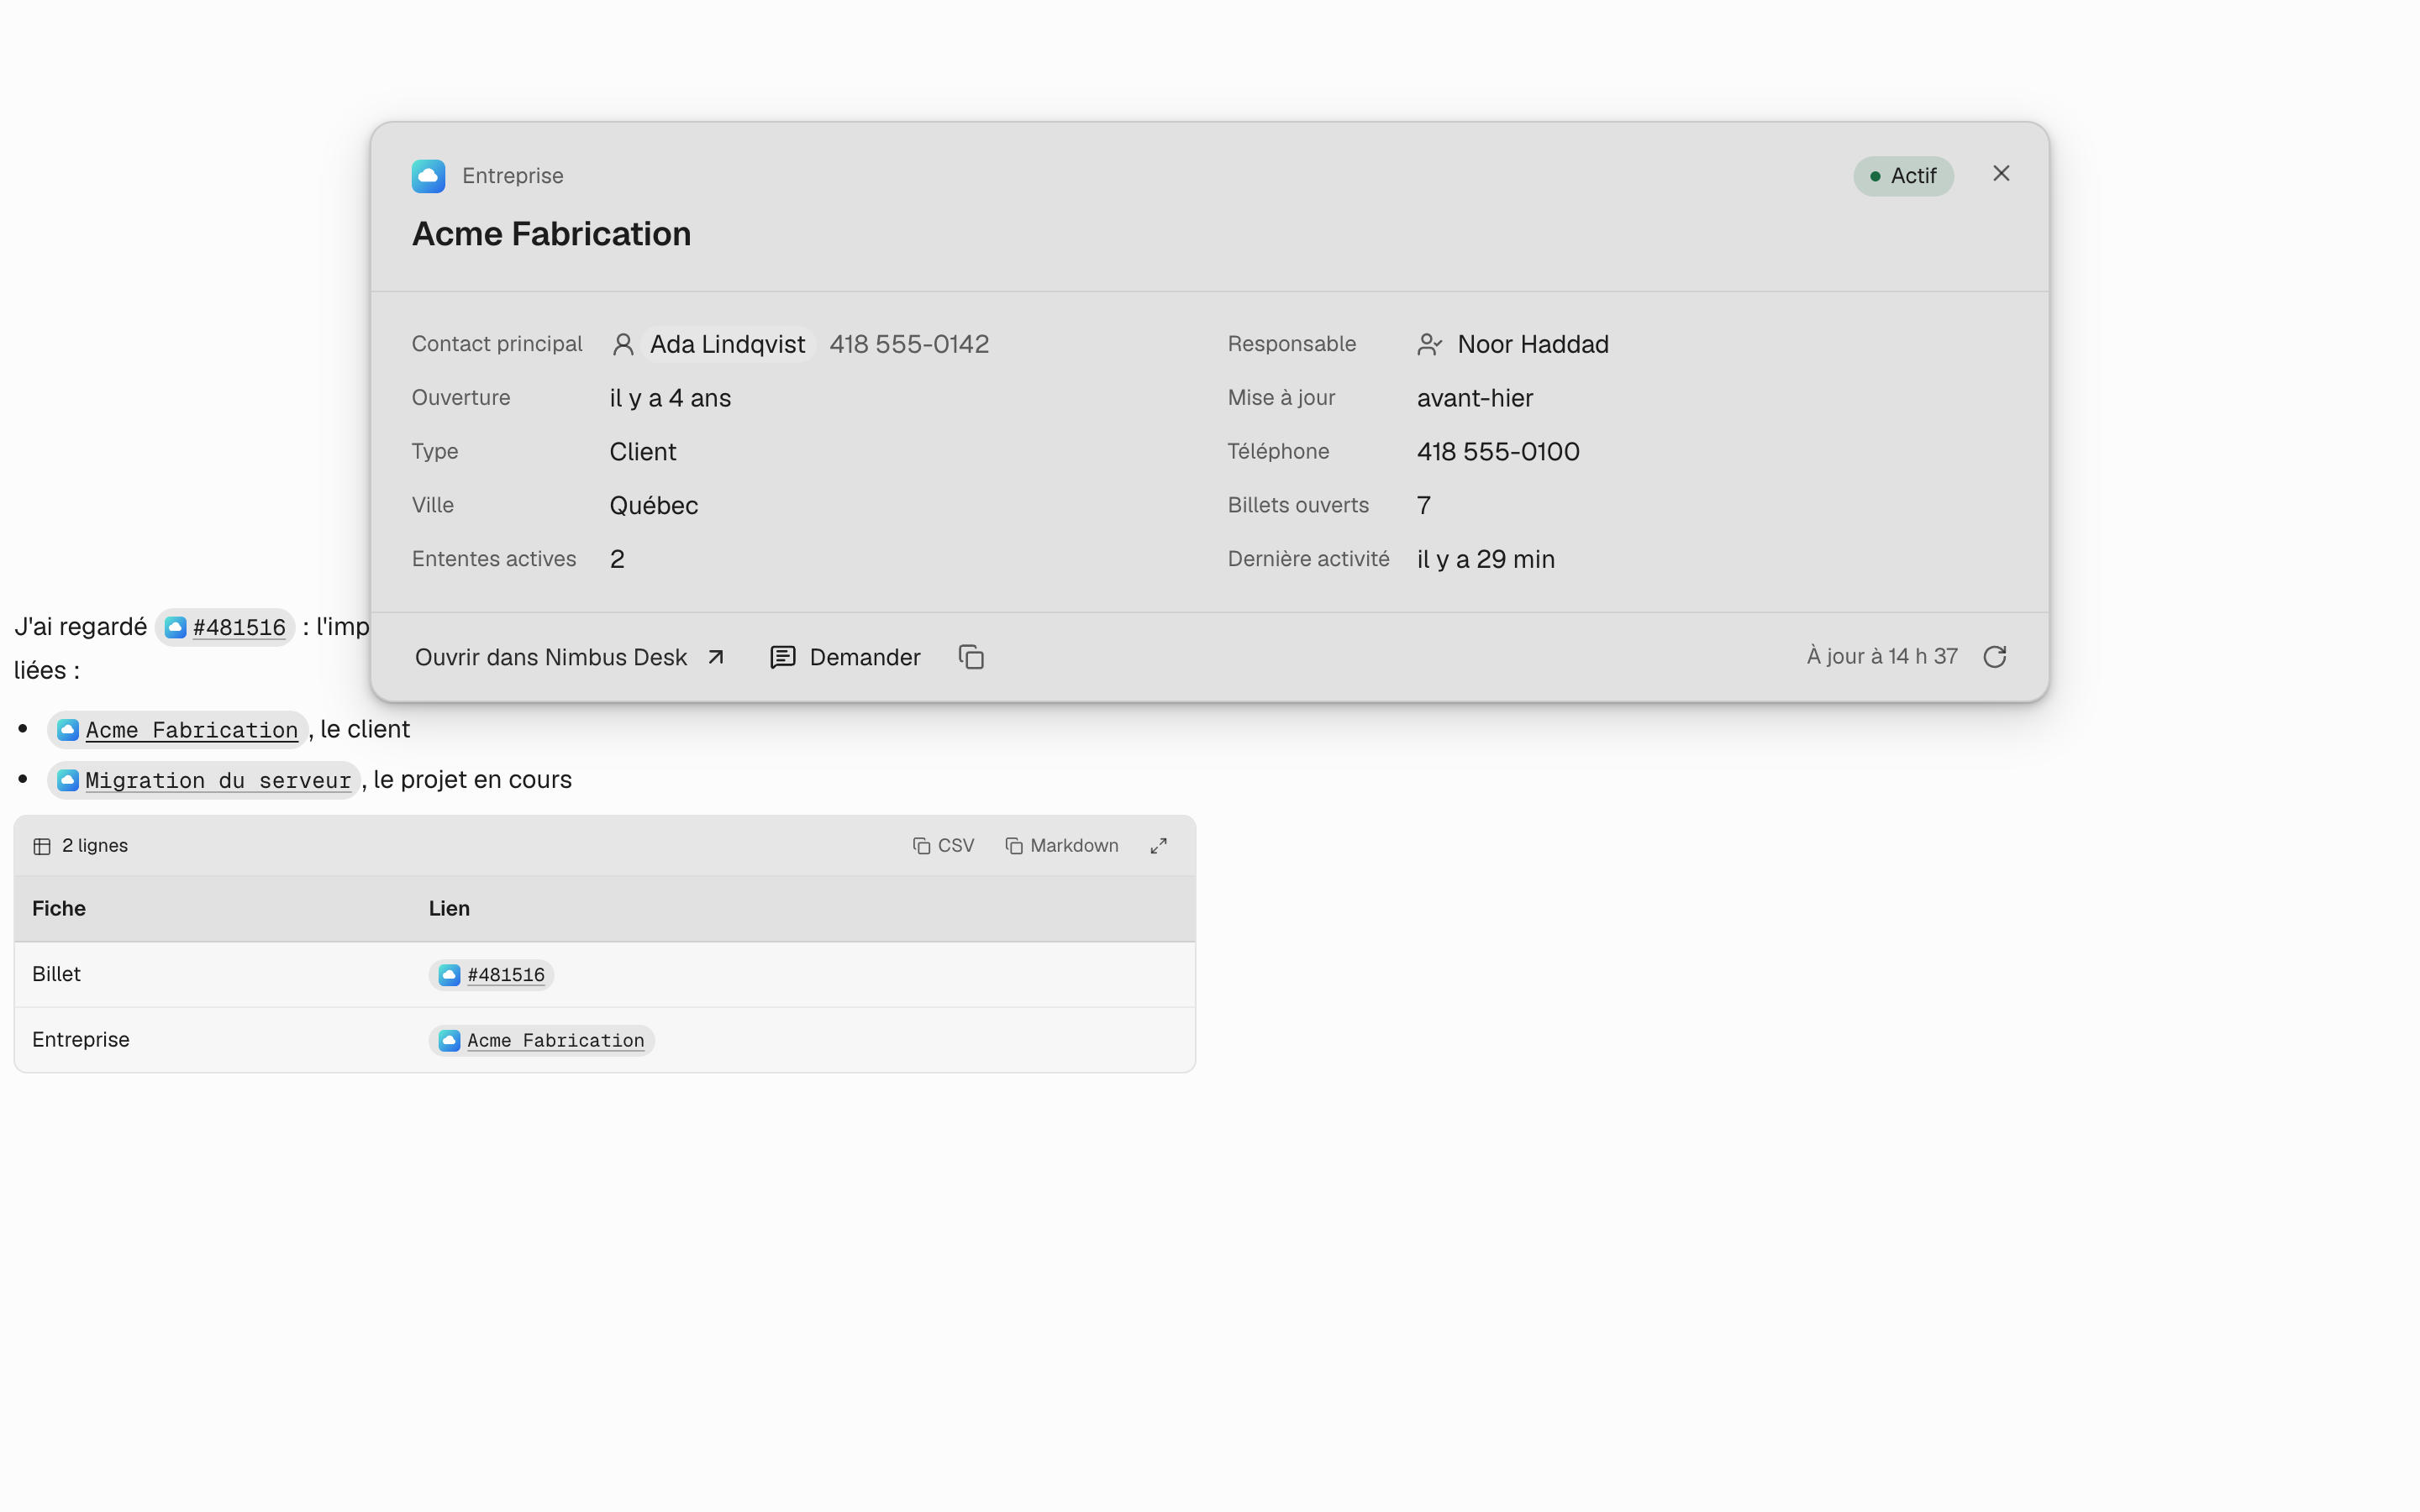 Entreprise
Actif
Acme Fabrication
Contact principal Ada Lindqvist 418 555-0142 Responsable Noor Haddad
Ouverture il y a 4 ans Mise à jour avant-hier
Type Client Téléphone 418 555-0100
Ville Québec Billets ouverts 7
Ententes actives 2 Dernière activité il y a 29 min
Ouvrir dans Nimbus Desk Demander À jour à 14 h 37
J'ai regardé #481516 : l'imp
liées :
• Acme Fabrication, le client
• Migration du serveur, le projet en cours
2 lignes CSV Markdown
Fiche Lien
Billet #481516
Entreprise Acme Fabrication